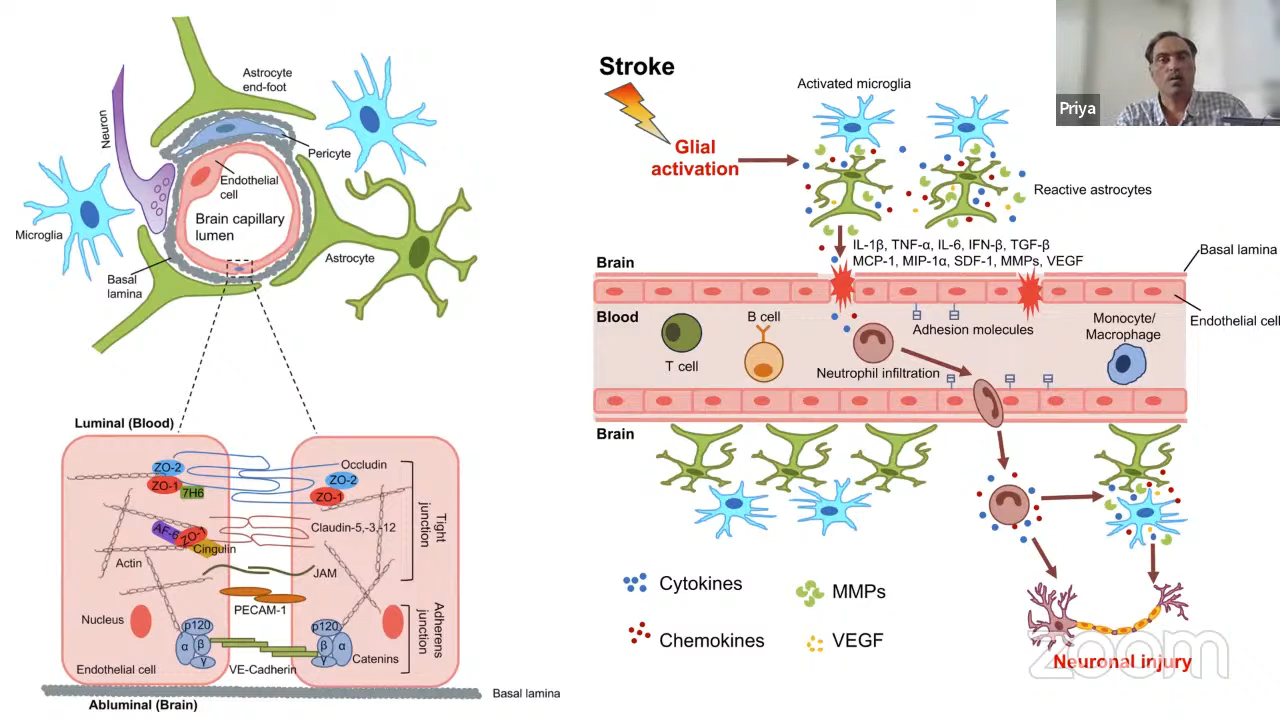 Astrocyte
end-foot
Neuron
Pericyte
Endothelial
cell
Brain capillary
lumen
Microglia
Basal
lamina
Astrocyte
Luminal (Blood)
ZO-2
ZO-1
7H6
Occludin
ZO-2
ZO-1
AF-6
ZO-1
Cingulin
Claudin-5,-3,-12
Tight
junction
Actin
JAM
PECAM-1
Nucleus
p120
α
β
γ
p120
β
α
γ
Adherens
junction
Catenins
Endothelial cell
VE-Cadherin
Basal lamina
Abluminal (Brain)
Stroke
Glial
activation
Activated microglia
Reactive astrocytes
IL-1β, TNF-α, IL-6, IFN-β, TGF-β
MCP-1, MIP-1α, SDF-1, MMPs, VEGF
Basal lamina
Brain
Blood
Endothelial cell
T cell
B cell
Neutrophil infiltration
Adhesion molecules
Monocyte/
Macrophage
Brain
Cytokines
MMPs
Chemokines
VEGF
Neuronal injury
zoom
Priya